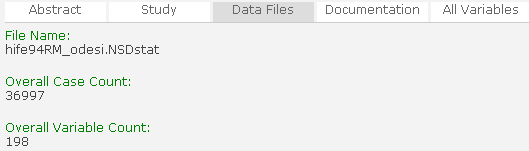 Abstract Study Data Files Documentation All Variables
File Name:
hife94RM_odesi.NSDstat
Overall Case Count:
36997
Overall Variable Count:
198